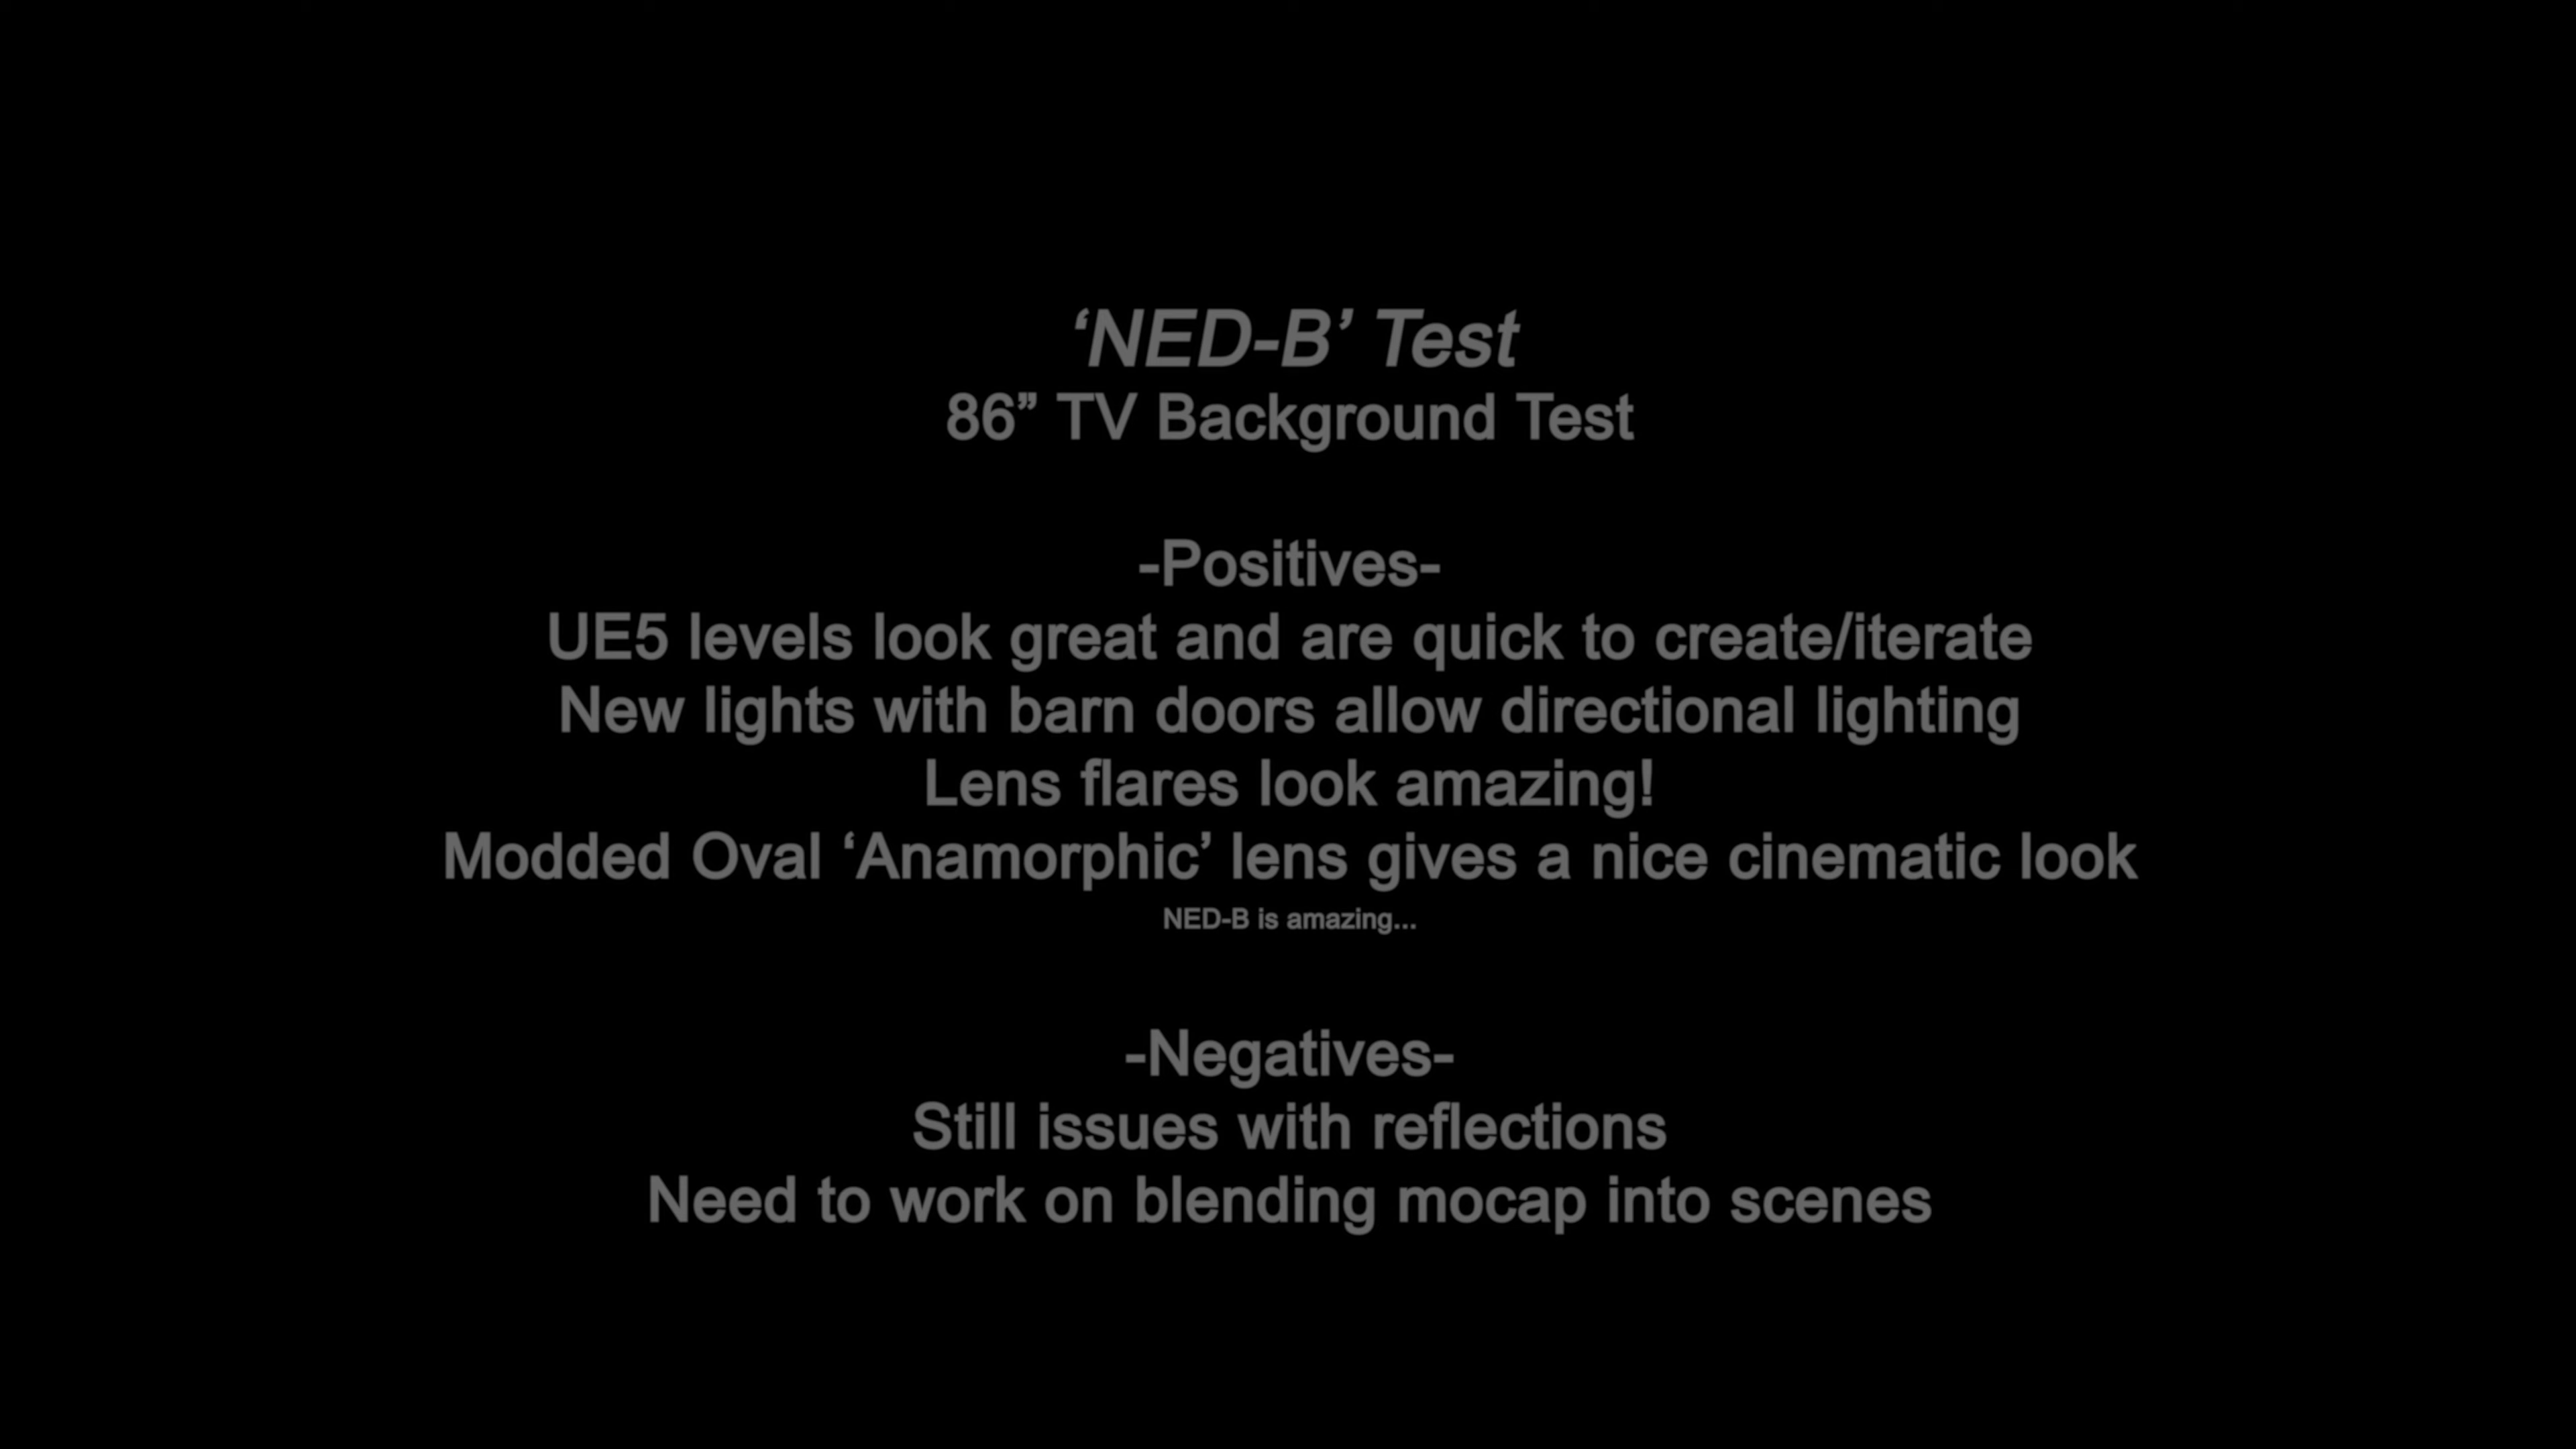 ‘NED-B’ Test
86” TV Background Test
-Positives-
UE5 levels look great and are quick to create/iterate
New lights with barn doors allow directional lighting
Lens flares look amazing!
Modded Oval ‘Anamorphic’ lens gives a nice cinematic look
NED-B is amazing...
-Negatives-
Still issues with reflections
Need to work on blending mocap into scenes